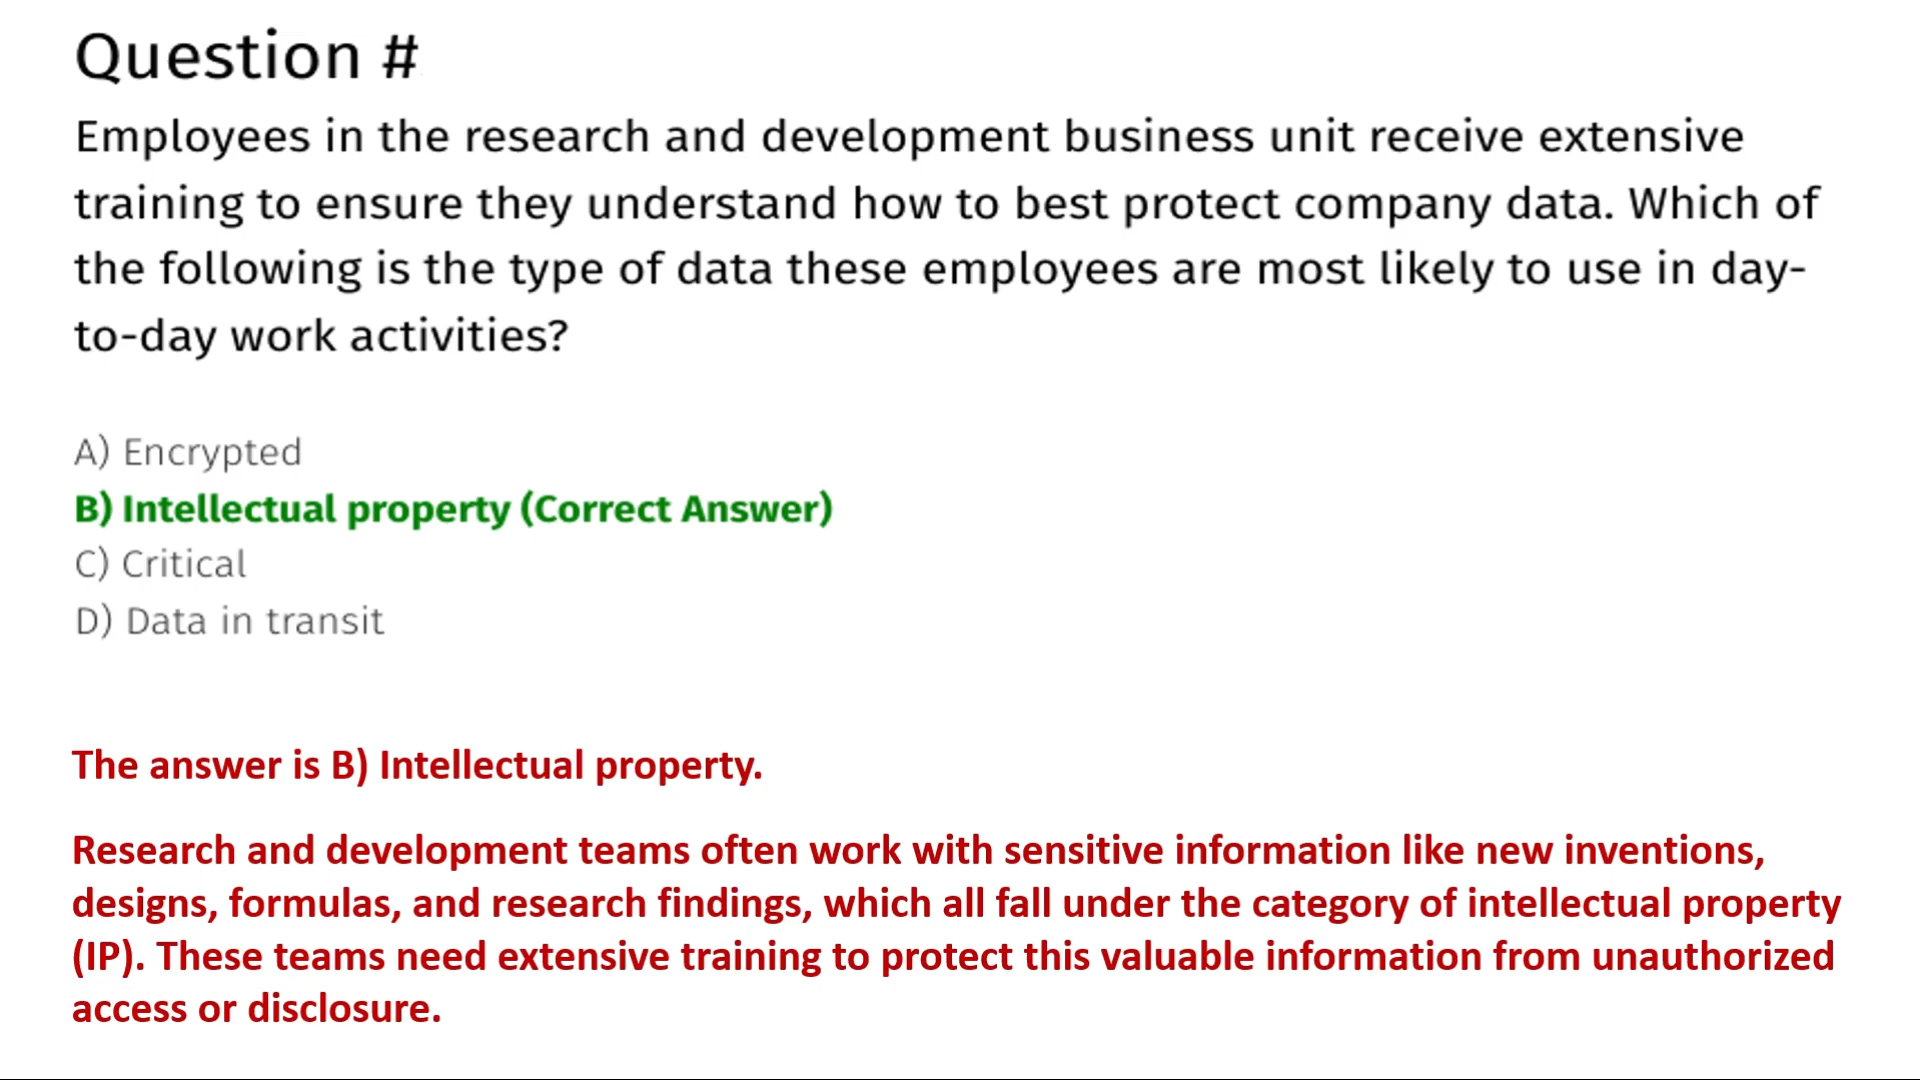 Question #
Employees in the research and development business unit receive extensive
training to ensure they understand how to best protect company data. Which of
the following is the type of data these employees are most likely to use in day-
to-day work activities?
A) Encrypted
B) Intellectual property (Correct Answer)
C) Critical
D) Data in transit
The answer is B) Intellectual property.
Research and development teams often work with sensitive information like new inventions,
designs, formulas, and research findings, which all fall under the category of intellectual property
(IP). These teams need extensive training to protect this valuable information from unauthorized
access or disclosure.